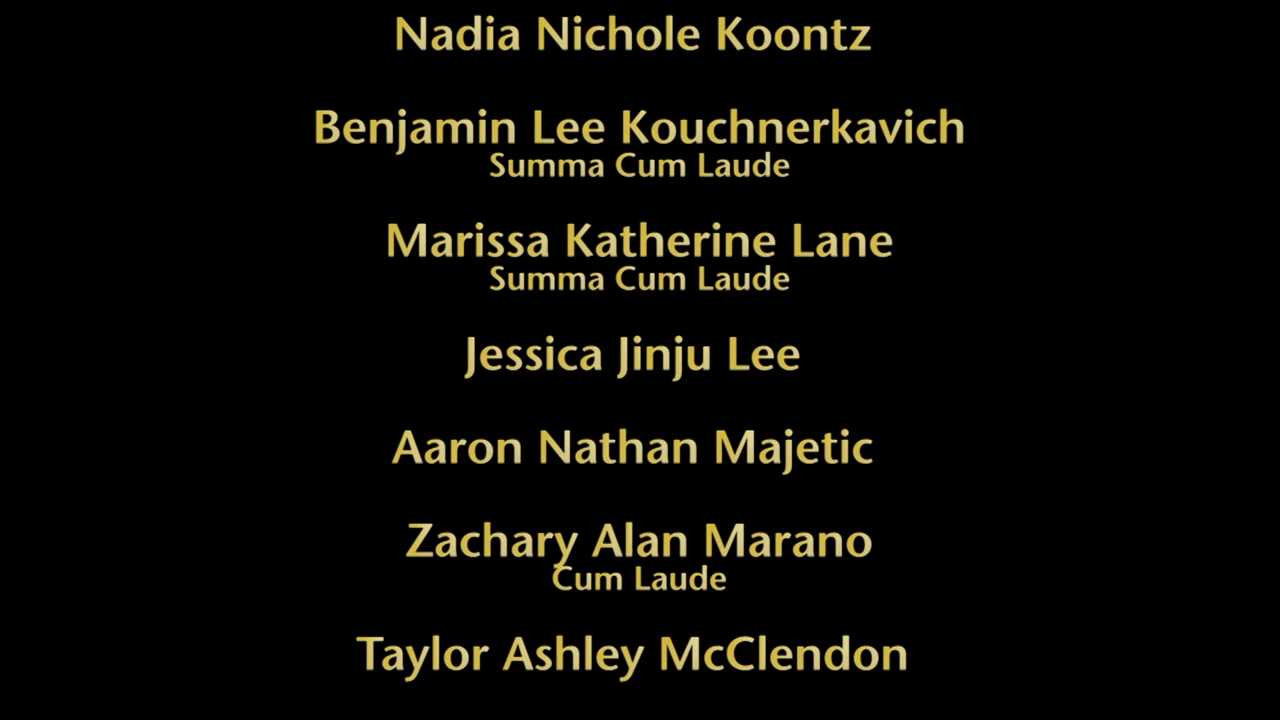 Nadia Nichole Koontz
Benjamin Lee Kouchnerkavich
Summa Cum Laude
Marissa Katherine Lane
Summa Cum Laude
Jessica Jinju Lee
Aaron Nathan Majetic
Zachary Alan Marano
Cum Laude
Taylor Ashley McClendon